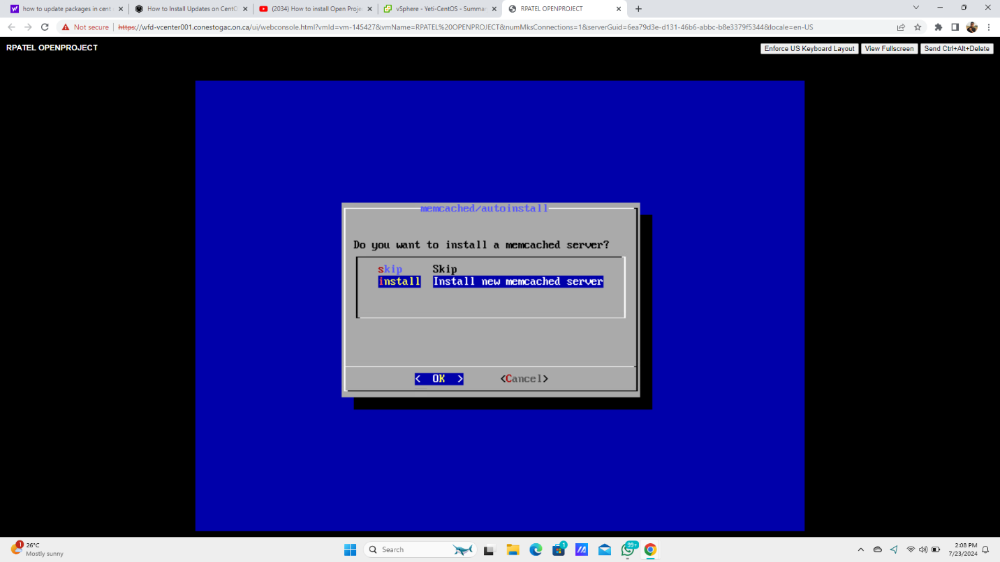 how to update packages in cent
How to Install Updates on CentO
(2034) How to install Open Proje
vSphere - Yeti-CentOS - Summar
RPATEL OPENPROJECT
Not secure
https://wfd-vcenter001.conestogac.on.ca/ui/webconsole.html?vmId=vm-145427&vmName=RPATEL%20OPENPROJECT&numMksConnections=1&serverGuid=6ea79d3e-d131-46b6-abbc-b8e3379f5344&locale=en-US
RPATEL OPENPROJECT
Enforce US Keyboard Layout
View Fullscreen
Send Ctrl+Alt+Delete
memcached/autoinstall
Do you want to install a memcached server?
skip Skip
install Install new memcached server
< OK > <Cancel>
1
26°C
Mostly sunny
Search
1
99+
2:08 PM
7/23/2024